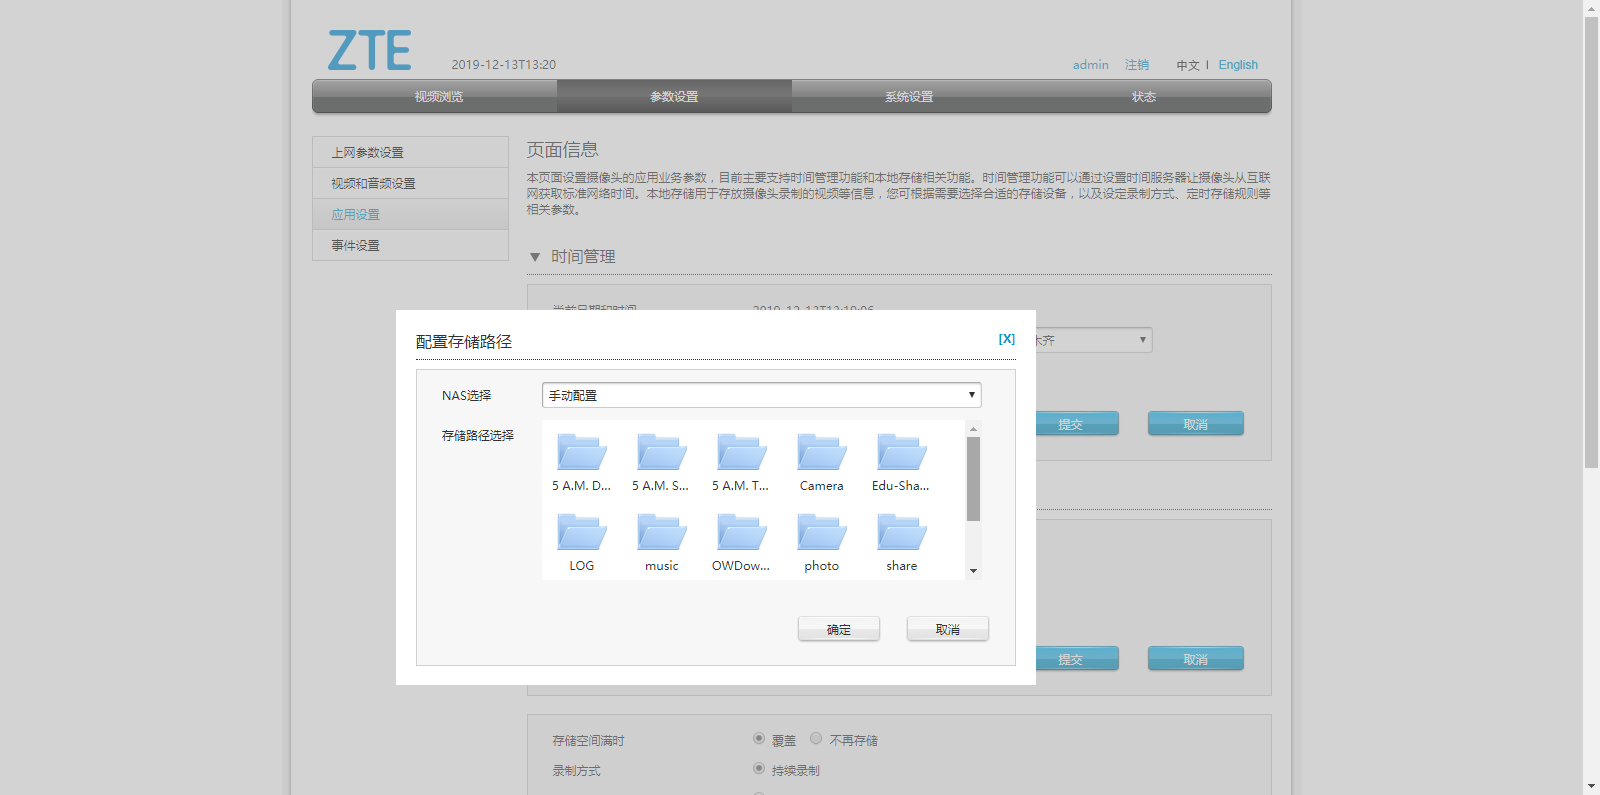 ZTE
2019-12-13T13:20
admin 注销 中文 | English
视频浏览 参数设置 系统设置 状态
上网参数设置
视频和音频设置
应用设置
事件设置
页面信息
本页面设置摄像头的应用业务参数，目前主要支持时间管理功能和本地存储相关功能。时间管理功能可以通过设置时间服务器让摄像头从互联
网获取标准网络时间。本地存储用于存放摄像头录制的视频等信息，您可根据需要选择合适的存储设备，以及设定录制方式、定时存储规则等
相关参数。
▼ 时间管理
当前日期和时间 2019-12-13T13:19:06
木齐
提交 取消
配置存储路径 [X]
NAS选择 手动配置
存储路径选择
5 A.M. D... 5 A.M. S... 5 A.M. T... Camera Edu-Sha...
LOG music OWDow... photo share
确定 取消
提交 取消
存储空间满时 覆盖 不再存储
录制方式 持续录制